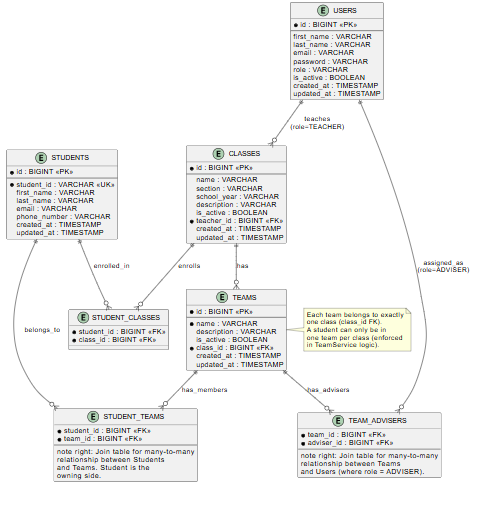 E USERS
id : BIGINT «PK»
first_name : VARCHAR
last_name : VARCHAR
email : VARCHAR
password : VARCHAR
role : VARCHAR
is_active : BOOLEAN
created_at : TIMESTAMP
updated_at : TIMESTAMP
teaches
(role=TEACHER)
E STUDENTS
id : BIGINT «PK»
student_id : VARCHAR «UK»
first_name : VARCHAR
last_name : VARCHAR
email : VARCHAR
phone_number : VARCHAR
created_at : TIMESTAMP
updated_at : TIMESTAMP
E CLASSES
id : BIGINT «PK»
name : VARCHAR
section : VARCHAR
school_year : VARCHAR
description : VARCHAR
is_active : BOOLEAN
teacher_id : BIGINT «FK»
created_at : TIMESTAMP
updated_at : TIMESTAMP
enrolled_in
enrolls
has
assigned_as
(role=ADVISER)
E STUDENT_CLASSES
student_id : BIGINT «FK»
class_id : BIGINT «FK»
E TEAMS
id : BIGINT «PK»
name : VARCHAR
description : VARCHAR
is_active : BOOLEAN
class_id : BIGINT «FK»
created_at : TIMESTAMP
updated_at : TIMESTAMP
Each team belongs to exactly
one class (class_id FK).
A student can only be in
one team per class (enforced
in TeamService logic).
belongs_to
has_members
has_advisers
E STUDENT_TEAMS
student_id : BIGINT «FK»
team_id : BIGINT «FK»
note right: Join table for many-to-many
relationship between Students
and Teams. Student is the
owning side.
E TEAM_ADVISERS
team_id : BIGINT «FK»
adviser_id : BIGINT «FK»
note right: Join table for many-to-many
relationship between Teams
and Users (where role = ADVISER).